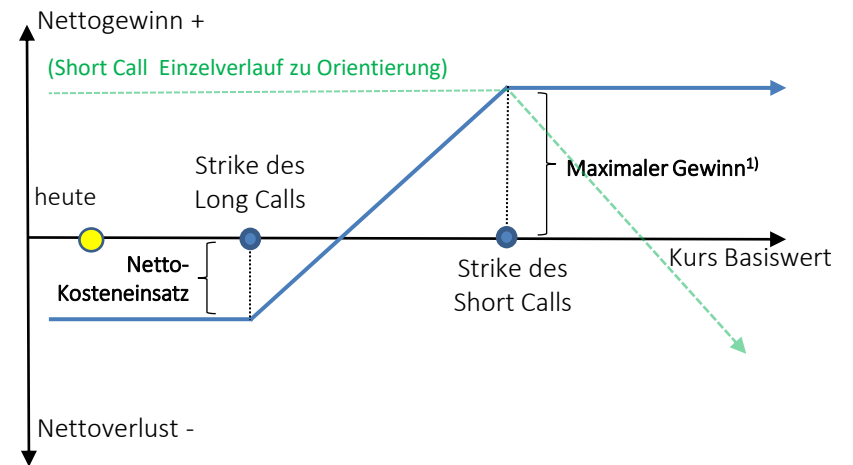 Nettogewinn +
(Short Call Einzelverlauf zu Orientierung)
Strike des
Long Calls
Maximaler Gewinn¹⁾
heute
Netto-
Kosteneinsatz
Kurs Basiswert
Strike des
Short Calls
Nettoverlust -